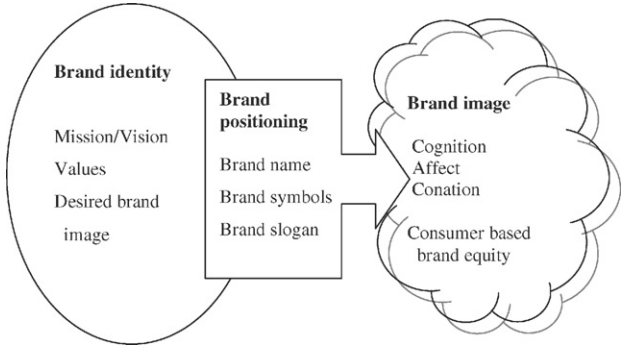 Brand identity
Mission/Vision
Values
Desired brand
image
Brand
positioning
Brand name
Brand symbols
Brand slogan
Brand image
Cognition
Affect
Conation
Consumer based
brand equity